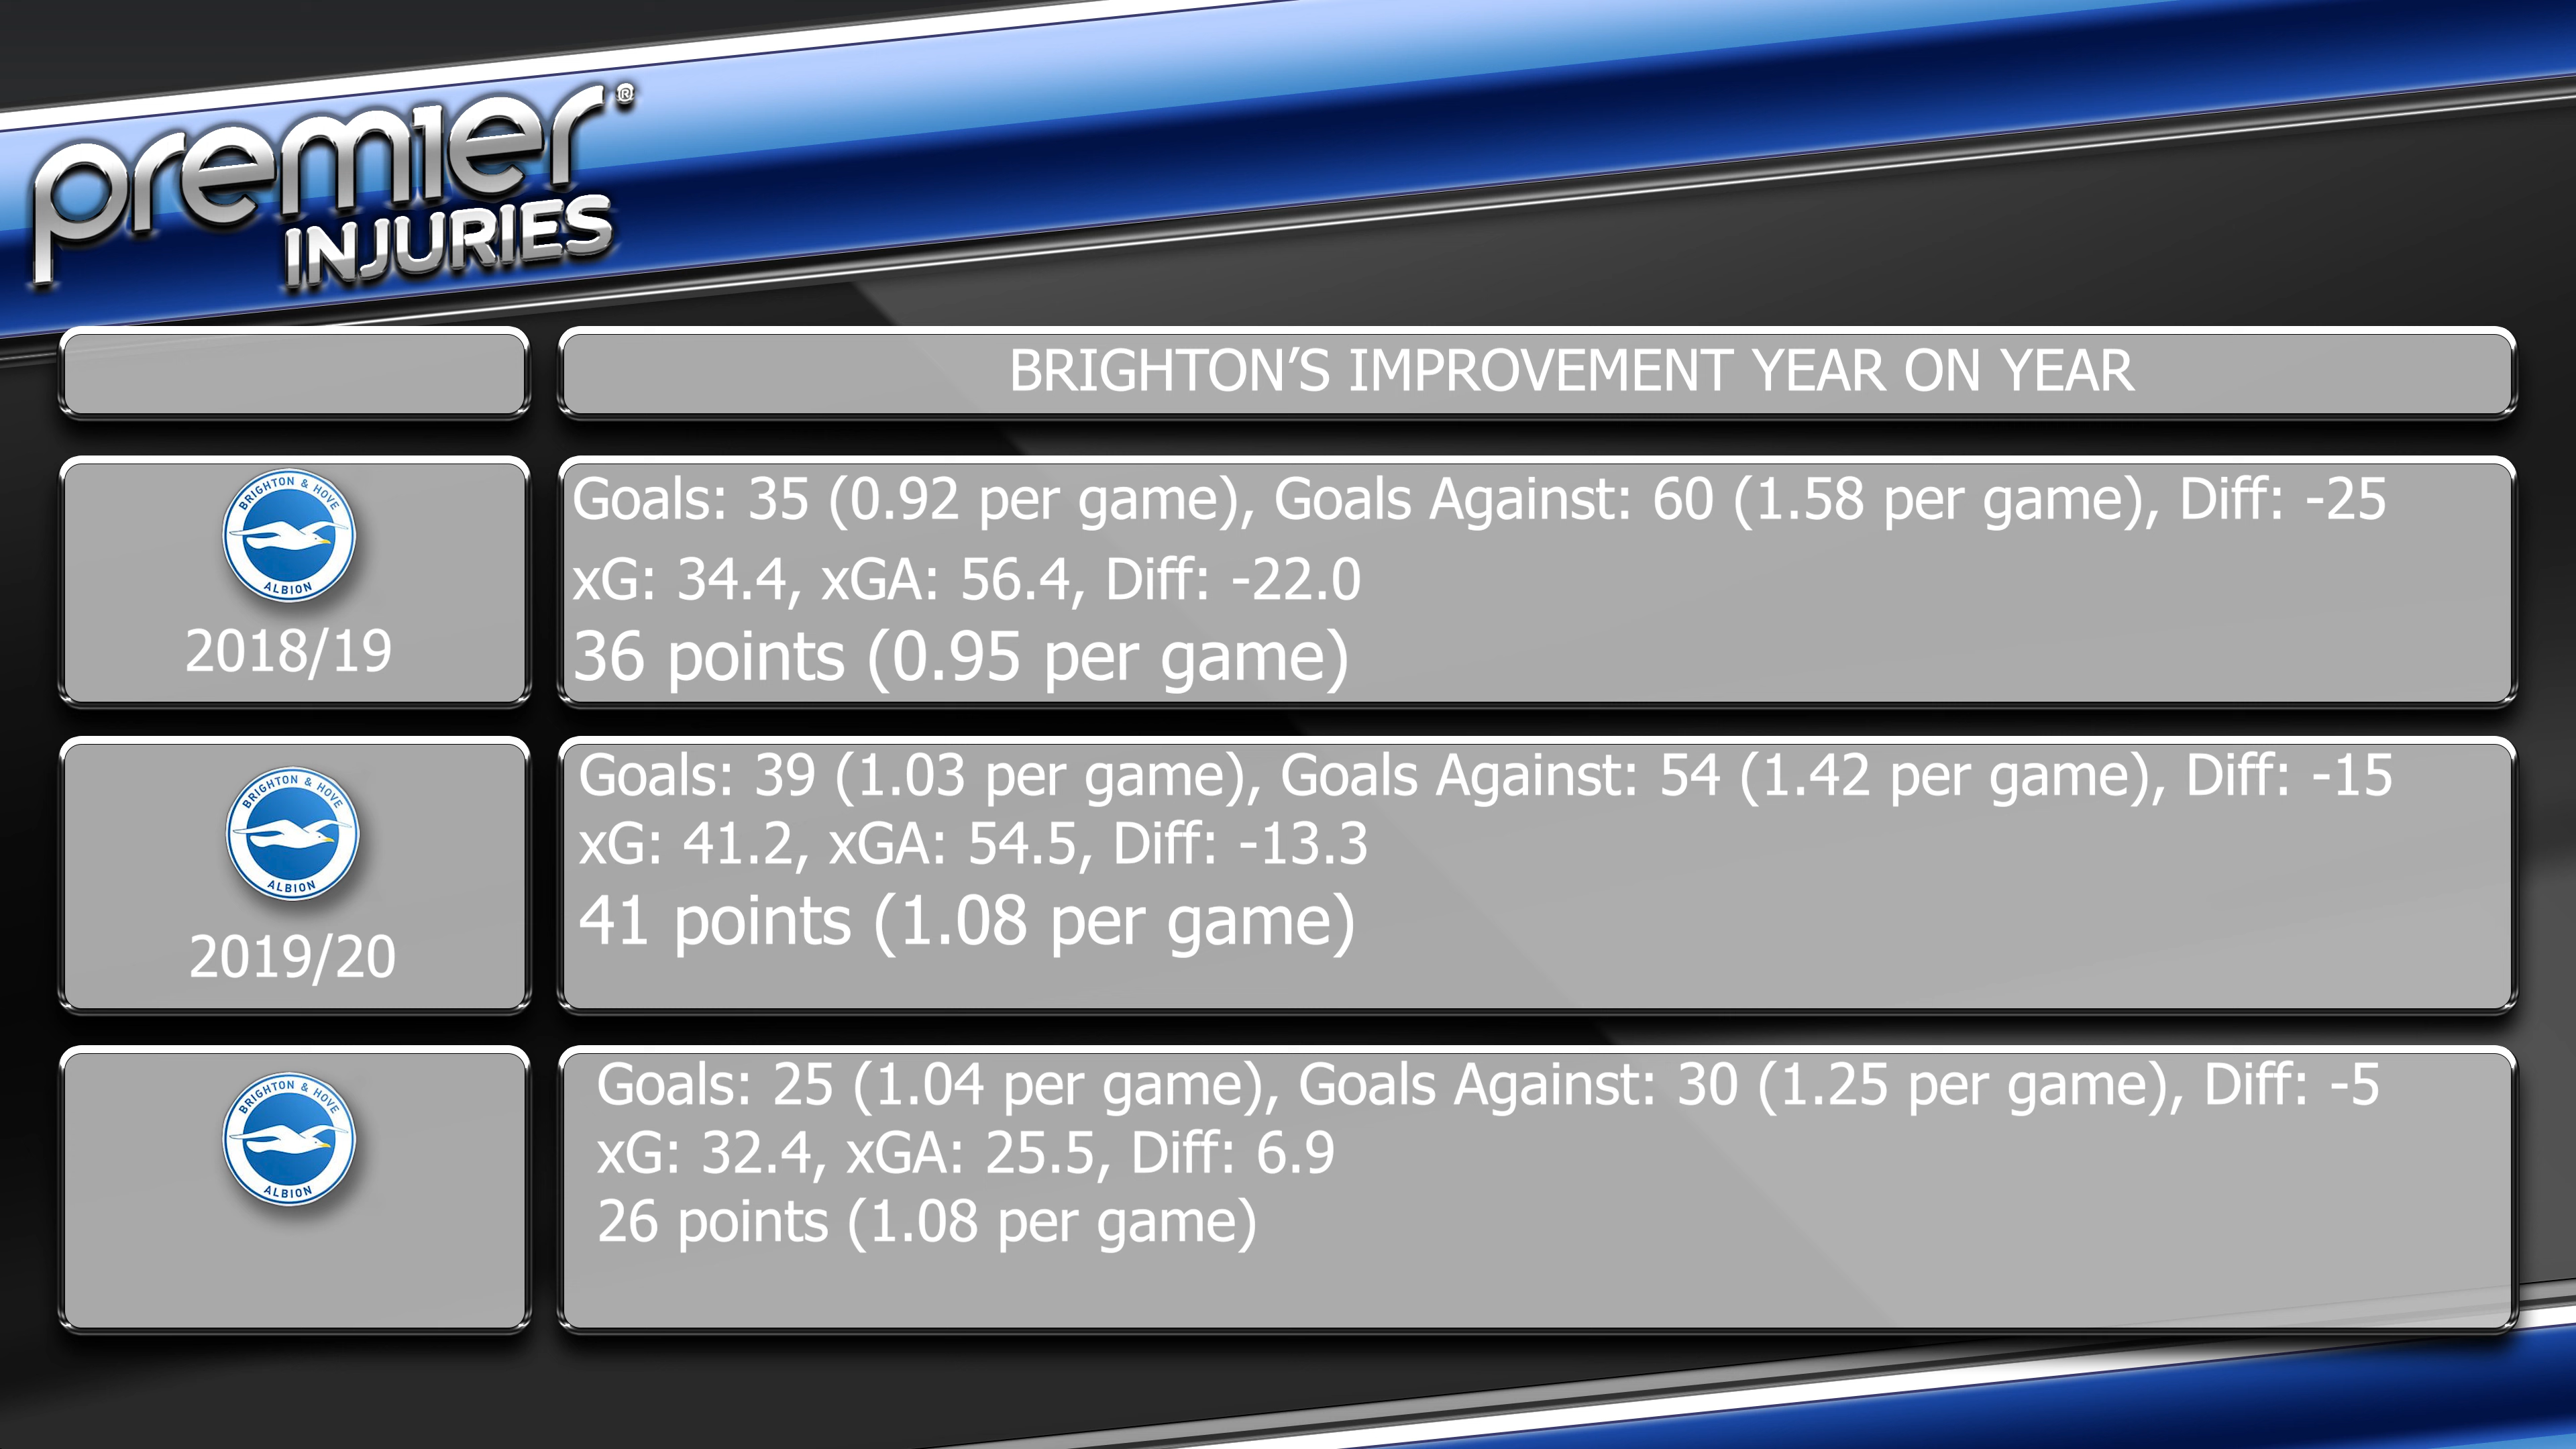 premier®
INJURIES
BRIGHTON’S IMPROVEMENT YEAR ON YEAR
BRIGHTON & HOVE
ALBION
2018/19
Goals: 35 (0.92 per game), Goals Against: 60 (1.58 per game), Diff: -25
xG: 34.4, xGA: 56.4, Diff: -22.0
36 points (0.95 per game)
BRIGHTON & HOVE
ALBION
2019/20
Goals: 39 (1.03 per game), Goals Against: 54 (1.42 per game), Diff: -15
xG: 41.2, xGA: 54.5, Diff: -13.3
41 points (1.08 per game)
BRIGHTON & HOVE
ALBION
Goals: 25 (1.04 per game), Goals Against: 30 (1.25 per game), Diff: -5
xG: 32.4, xGA: 25.5, Diff: 6.9
26 points (1.08 per game)